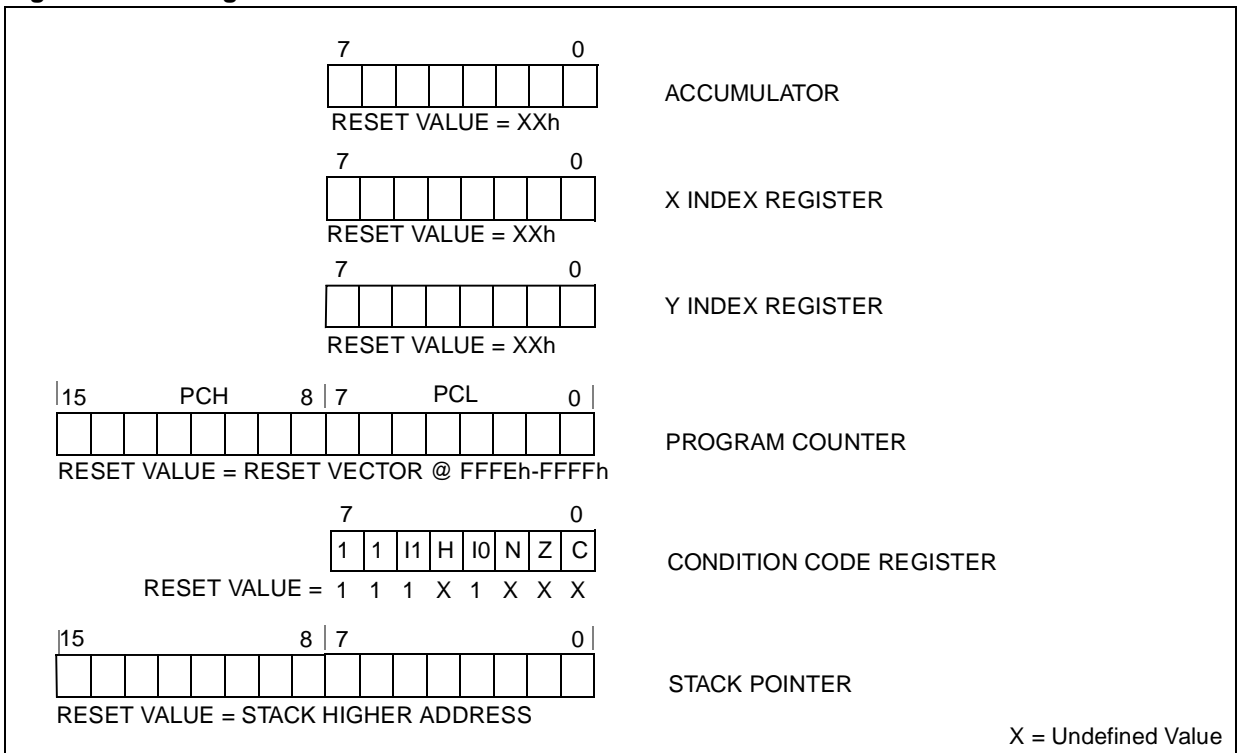 7 0
ACCUMULATOR
RESET VALUE = XXh
7 0
X INDEX REGISTER
RESET VALUE = XXh
7 0
Y INDEX REGISTER
RESET VALUE = XXh
15 PCH 8 7 PCL 0
PROGRAM COUNTER
RESET VALUE = RESET VECTOR @ FFFEh-FFFFh
7 0
1 1 I1 H I0 N Z C
CONDITION CODE REGISTER
RESET VALUE = 1 1 1 X 1 X X X
15 8 7 0
STACK POINTER
RESET VALUE = STACK HIGHER ADDRESS
X = Undefined Value